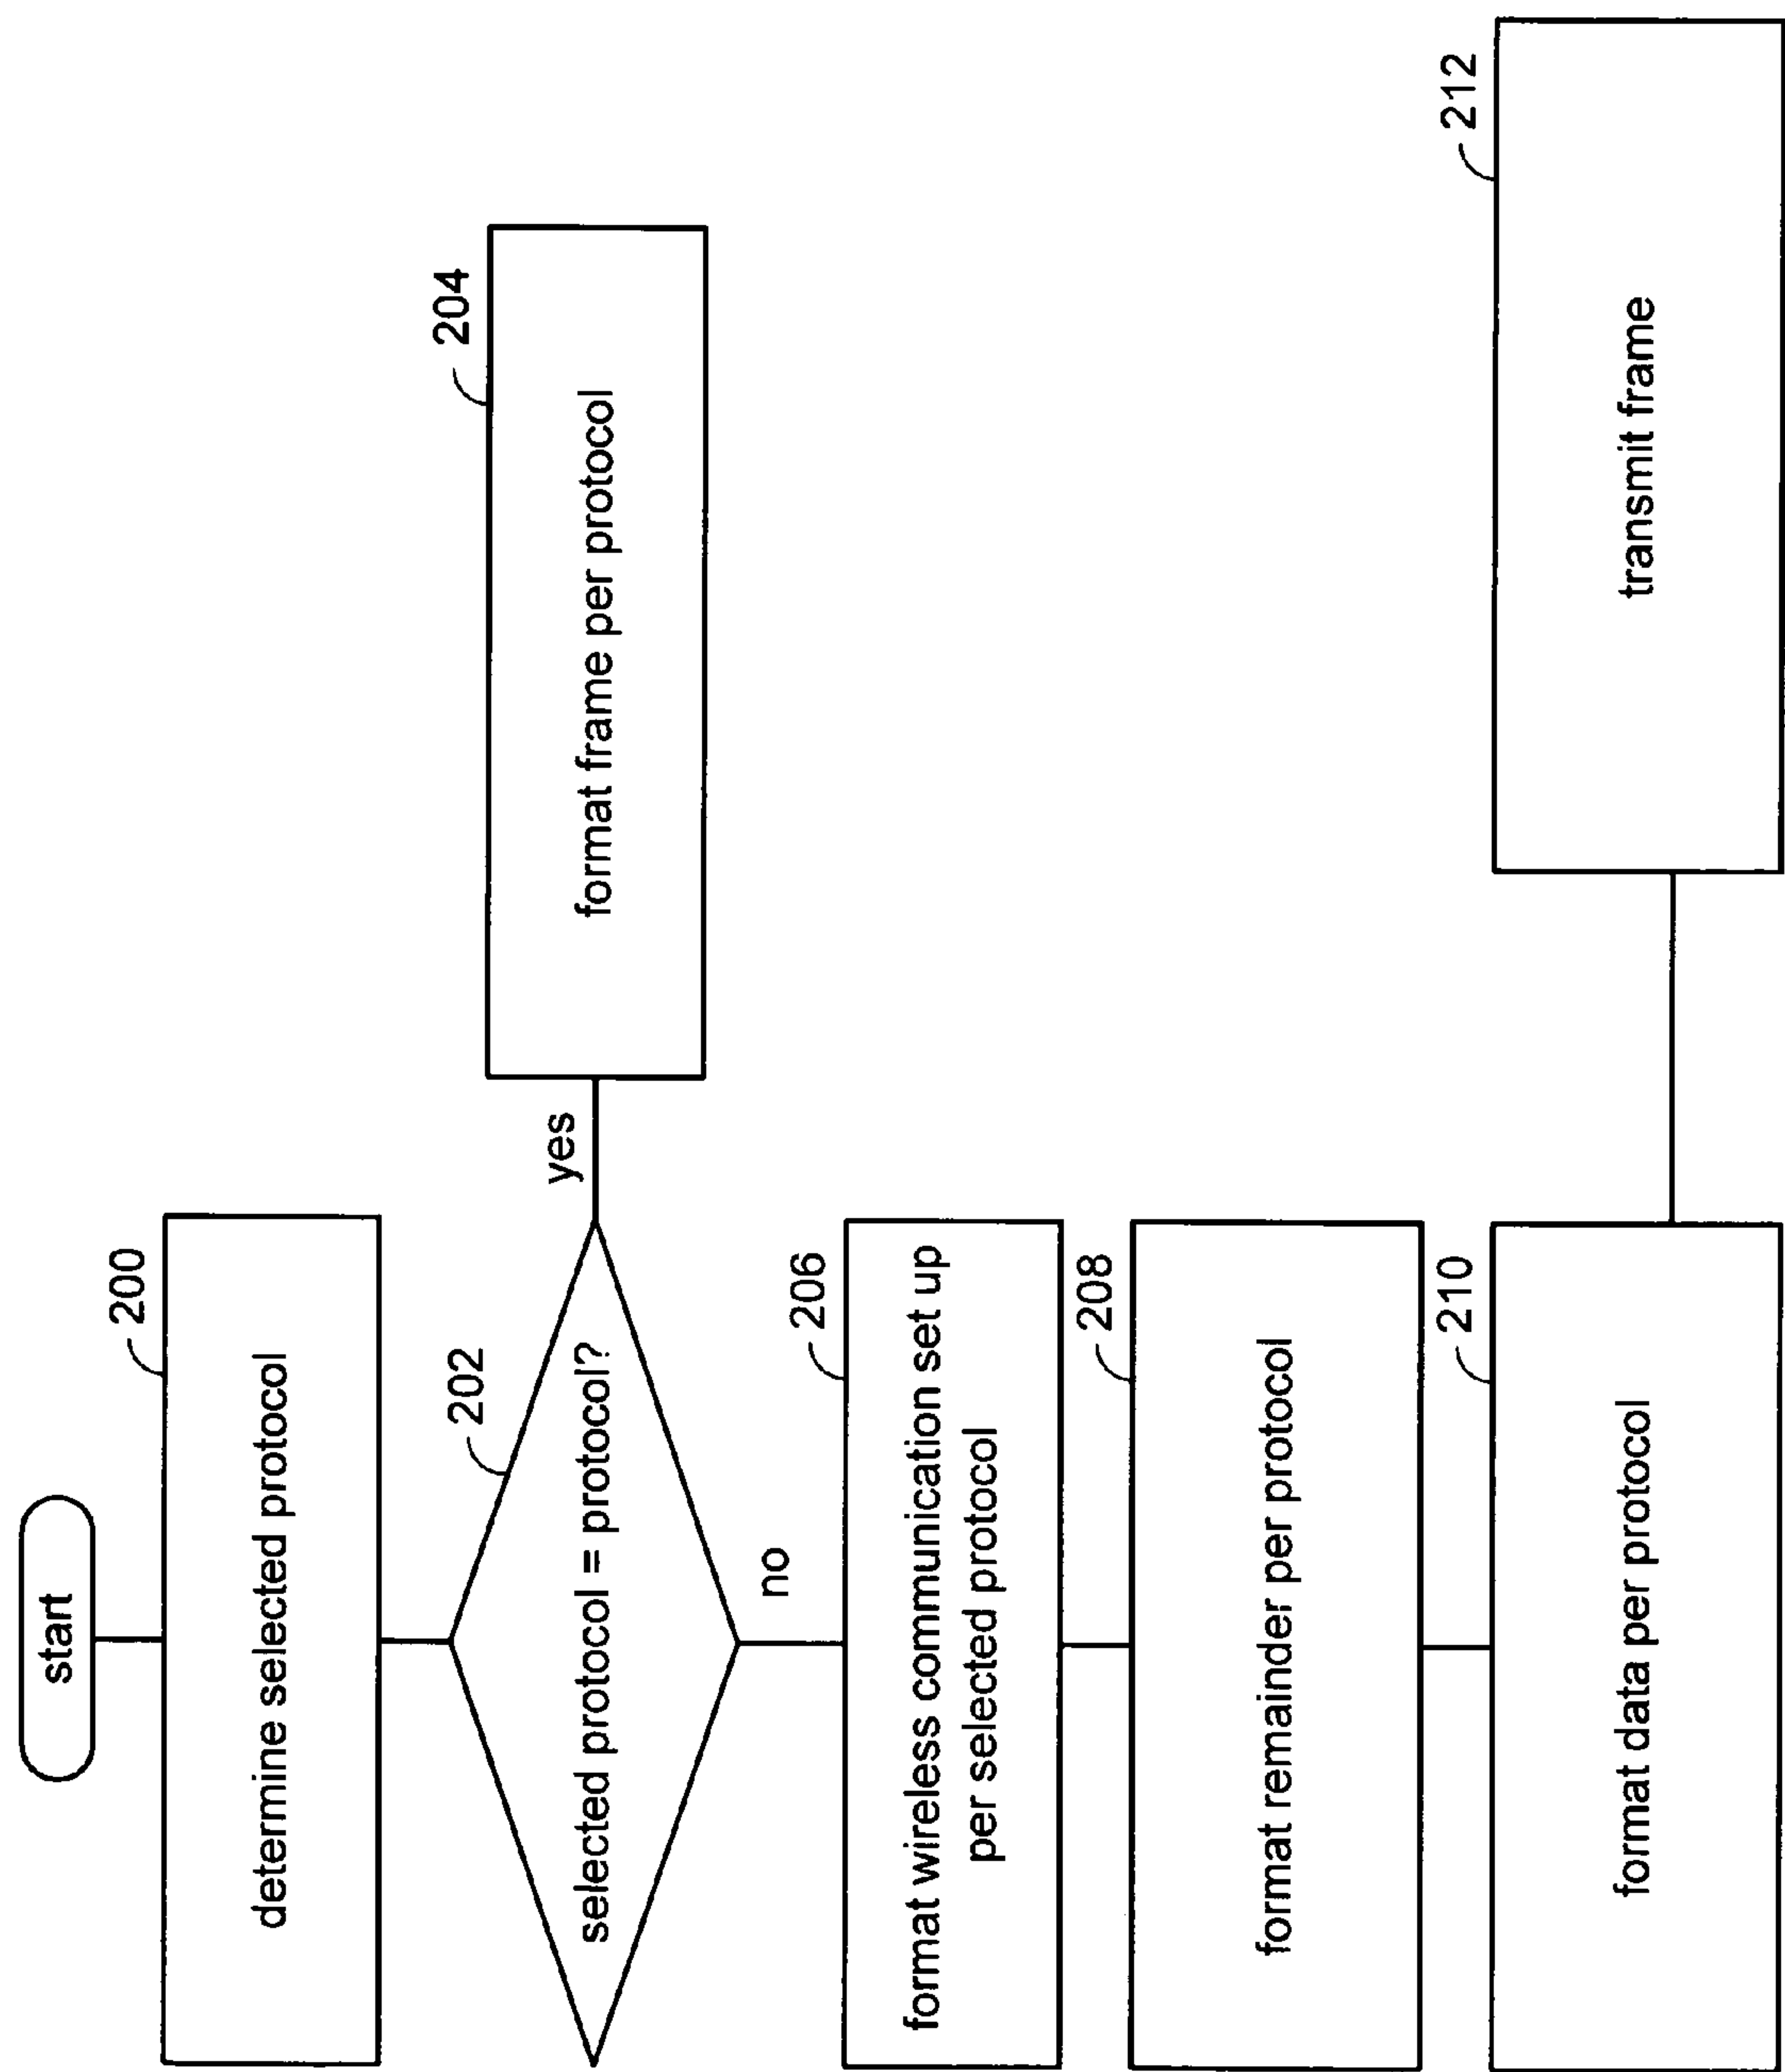 start
200
determine selected protocol
202
selected protocol = protocol?
yes
204
format frame per protocol
no
206
format wireless communication set up
per selected protocol
208
format remainder per protocol
210
format data per protocol
212
transmit frame